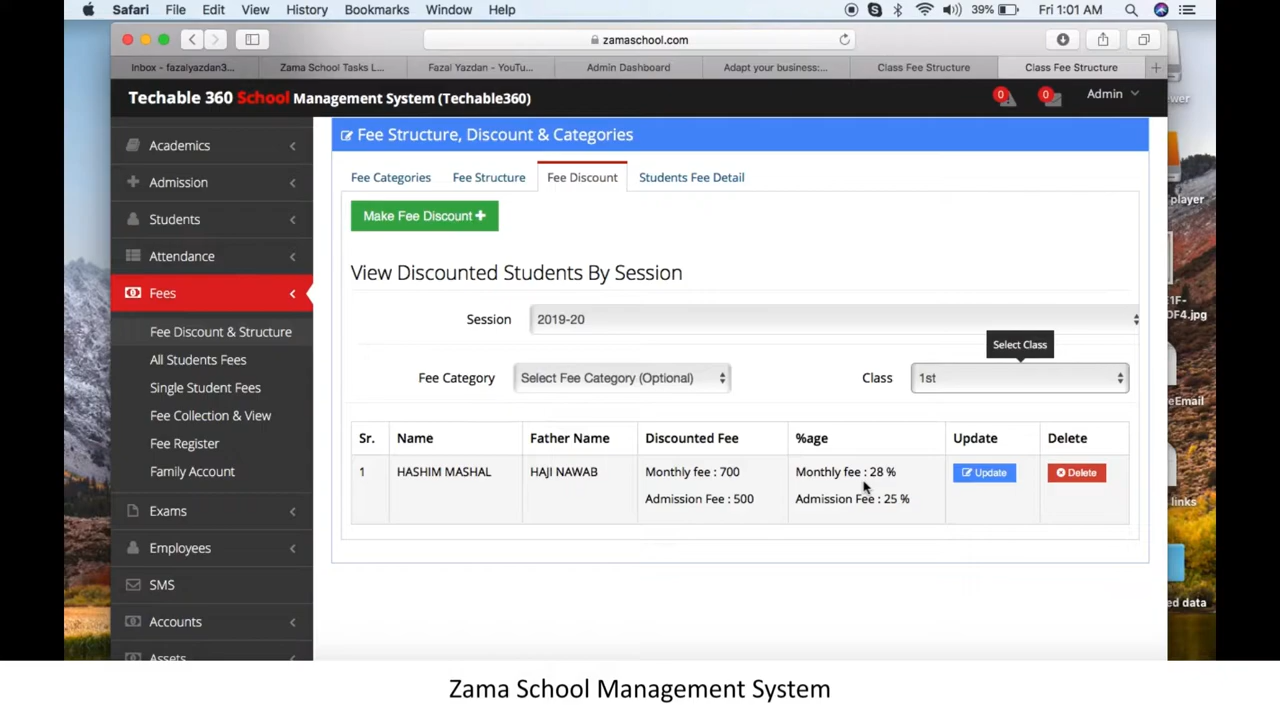 Safari File Edit View History Bookmarks Window Help 39% Fri 1:01 AM
zamaschool.com
Inbox - fazalyazdan3... Zama School Tasks L... Fazal Yazdan - YouTu... Admin Dashboard Adapt your business:... Class Fee Structure Class Fee Structure
Techable 360 School Management System (Techable360) 0 0 Admin
Academics
Admission
Students
Attendance
Fees
Fee Discount & Structure
All Students Fees
Single Student Fees
Fee Collection & View
Fee Register
Family Account
Exams
Employees
SMS
Accounts
Assets
Fee Structure, Discount & Categories
Fee Categories Fee Structure Fee Discount Students Fee Detail
Make Fee Discount
View Discounted Students By Session
Session 2019-20
Select Class
Fee Category Select Fee Category (Optional) Class 1st
Sr. Name Father Name Discounted Fee %age Update Delete
1 HASHIM MASHAL HAJI NAWAB Monthly fee : 700 Monthly fee : 28 % Update Delete
Admission Fee : 500 Admission Fee : 25 %
wer
player
E1F-
DF4.jpg
eEmail
links
ed data
Zama School Management System